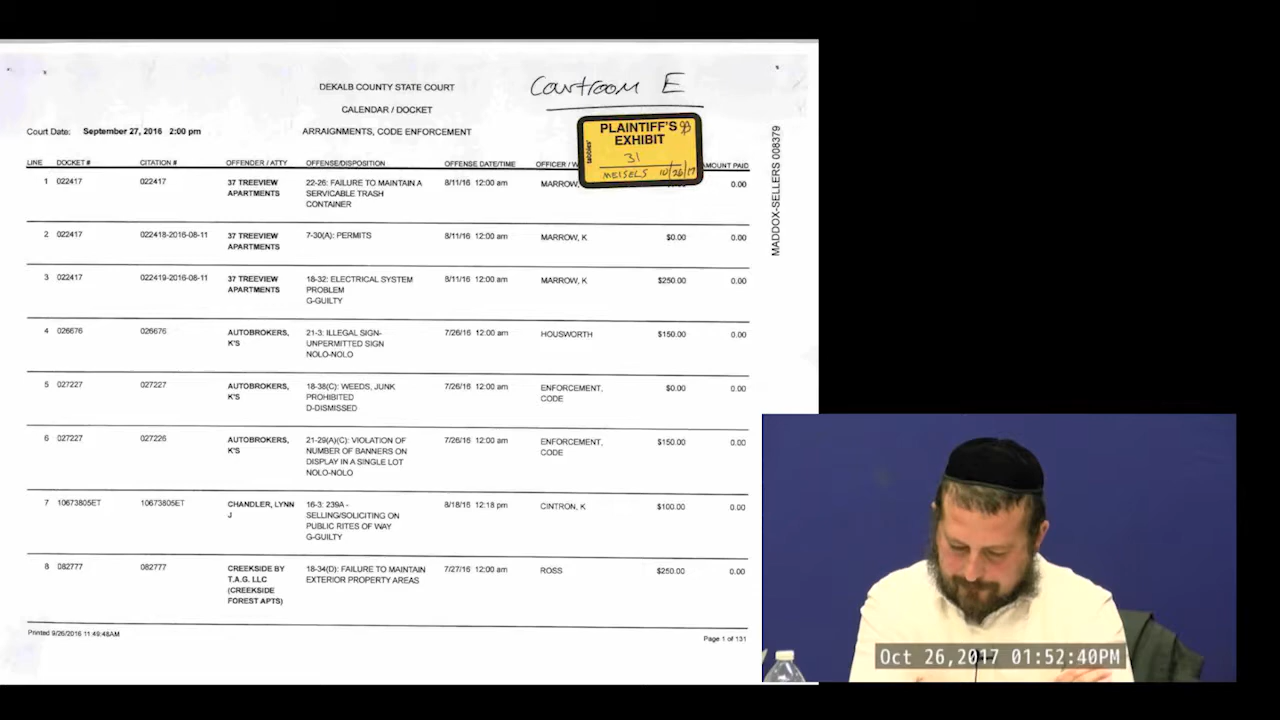 DEKALB COUNTY STATE COURT
Courtroom E
CALENDAR / DOCKET
Court Date: September 27, 2016 2:00 pm
ARRAIGNMENTS, CODE ENFORCEMENT
PLAINTIFF'S
EXHIBIT
31
MEISELS 10/26/17
MADDOX-SELLERS 008379
LINE DOCKET # CITATION # OFFENDER / ATTY OFFENSE/DISPOSITION OFFENSE DATE/TIME OFFICER / AMOUNT PAID
1 022417 022417 37 TREEVIEW 22-26: FAILURE TO MAINTAIN A 8/11/16 12:00 am MARROW, 0.00
APARTMENTS SERVICABLE TRASH
CONTAINER
2 022417 022418-2016-08-11 37 TREEVIEW 7-30(A): PERMITS 8/11/16 12:00 am MARROW, K $0.00 0.00
APARTMENTS
3 022417 022419-2016-08-11 37 TREEVIEW 18-32: ELECTRICAL SYSTEM 8/11/16 12:00 am MARROW, K $250.00 0.00
APARTMENTS PROBLEM
G-GUILTY
4 026676 026676 AUTOBROKERS, 21-3: ILLEGAL SIGN- 7/26/16 12:00 am HOUSWORTH $150.00 0.00
K'S UNPERMITTED SIGN
NOLO-NOLO
5 027227 027227 AUTOBROKERS, 18-38(C): WEEDS, JUNK 7/26/16 12:00 am ENFORCEMENT, $0.00 0.00
K'S PROHIBITED CODE
D-DISMISSED
6 027227 027226 AUTOBROKERS, 21-29(A)(C): VIOLATION OF 7/26/16 12:00 am ENFORCEMENT, $150.00 0.00
K'S NUMBER OF BANNERS ON CODE
DISPLAY IN A SINGLE LOT
NOLO-NOLO
7 10673805ET 10673805ET CHANDLER, LYNN 16-3: 239A - 8/18/16 12:18 pm CINTRON, K $100.00 0.00
J SELLING/SOLICITING ON
PUBLIC RITES OF WAY
G-GUILTY
8 082777 082777 CREEKSIDE BY 18-34(D): FAILURE TO MAINTAIN 7/27/16 12:00 am ROSS $250.00 0.00
T.A.G. LLC EXTERIOR PROPERTY AREAS
(CREEKSIDE
FOREST APTS)
Printed 9/26/2016 11:49:48AM
Page 1 of 131
Oct 26,2017 01:52:40PM